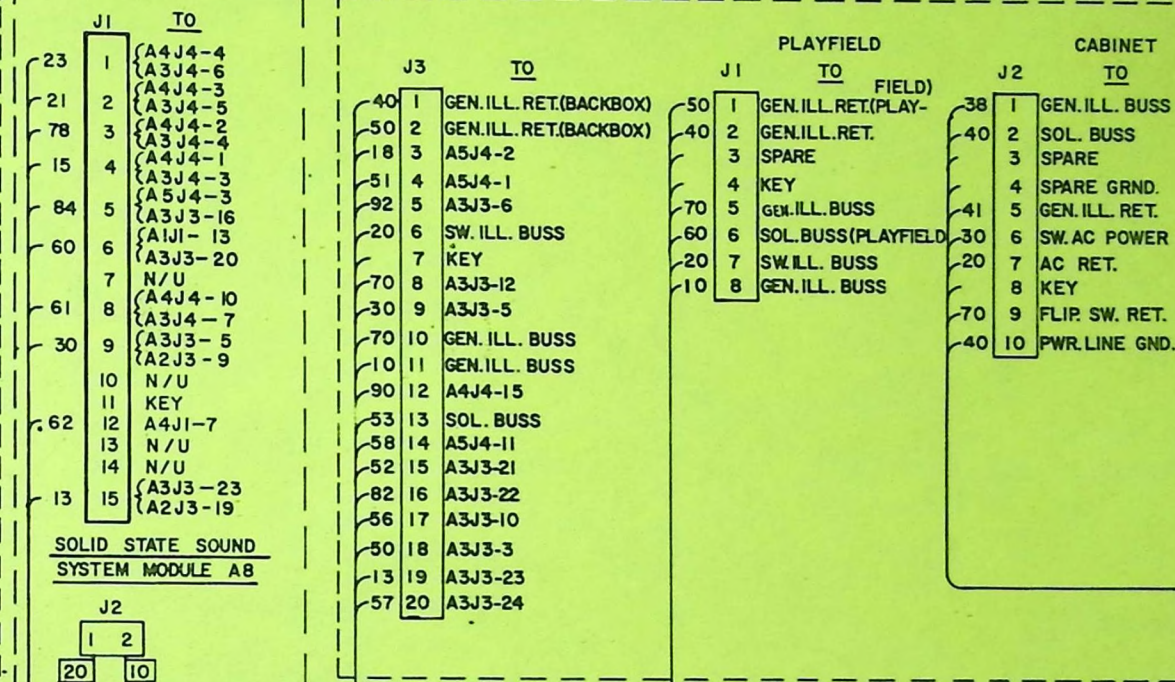 J1 TO
23 1 A4J4-4
A3J4-6
21 2 A4J4-3
A3J4-5
78 3 A4J4-2
A3J4-4
15 4 A4J4-1
A3J4-3
84 5 A5J4-3
A3J3-16
60 6 A1J1-13
A3J3-20
7 N/U
61 8 A4J4-10
A3J4-7
30 9 A3J3-5
A2J3-9
10 N/U
11 KEY
62 12 A4J1-7
13 N/U
14 N/U
13 15 A3J3-23
A2J3-19
SOLID STATE SOUND
SYSTEM MODULE A8
J2
1 2
20 10
J3 TO
40 1 GEN.ILL.RET.(BACKBOX)
50 2 GEN.ILL.RET.(BACKBOX)
18 3 A5J4-2
51 4 A5J4-1
92 5 A3J3-6
20 6 SW. ILL. BUSS
7 KEY
70 8 A3J3-12
30 9 A3J3-5
70 10 GEN. ILL. BUSS
10 11 GEN.ILL. BUSS
90 12 A4J4-15
53 13 SOL. BUSS
58 14 A5J4-11
52 15 A3J3-21
82 16 A3J3-22
56 17 A3J3-10
50 18 A3J3-3
13 19 A3J3-23
57 20 A3J3-24
PLAYFIELD
J1 TO
FIELD)
50 1 GEN.ILL.RET.(PLAY-
40 2 GEN.ILL.RET.
3 SPARE
4 KEY
70 5 GEN.ILL.BUSS
60 6 SOL.BUSS(PLAYFIELD
20 7 SW.ILL. BUSS
10 8 GEN.ILL. BUSS
CABINET
J2 TO
38 1 GEN.ILL. BUSS
40 2 SOL. BUSS
3 SPARE
4 SPARE GRND.
41 5 GEN. ILL. RET.
30 6 SW.AC POWER
20 7 AC RET.
8 KEY
70 9 FLIP. SW. RET.
40 10 PWR.LINE GND.